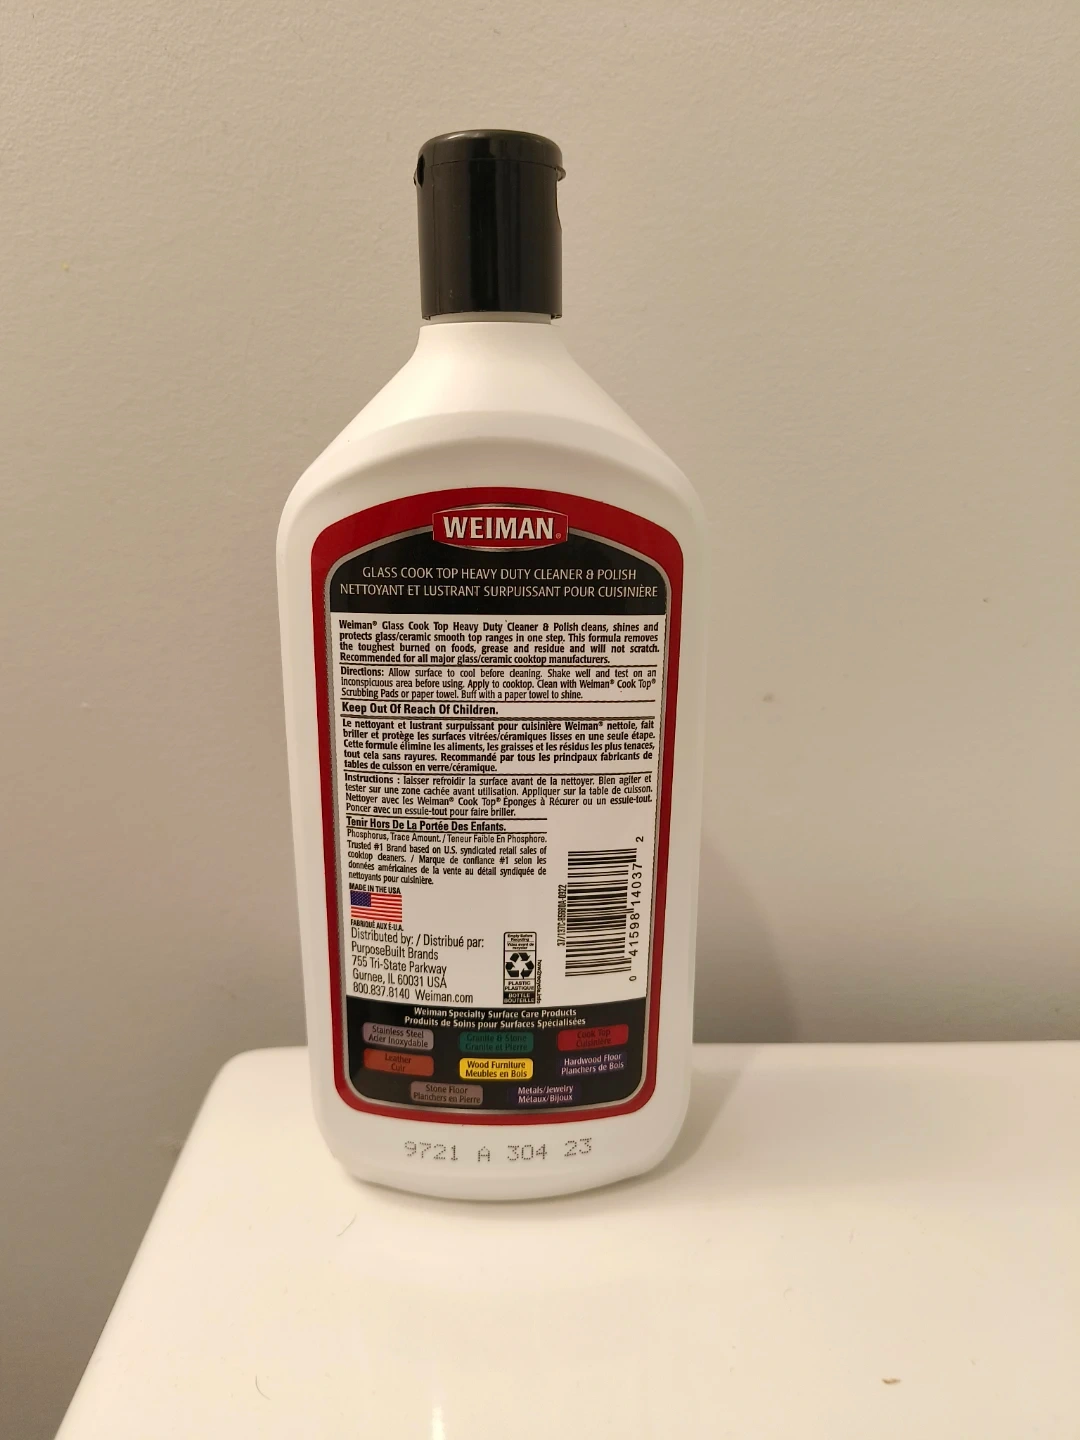 WEIMAN®
GLASS COOK TOP HEAVY DUTY CLEANER & POLISH
NETTOYANT ET LUSTRANT SURPUISSANT POUR CUISINIÈRE
Weiman® Glass Cook Top Heavy Duty Cleaner & Polish cleans, shines and
protects glass/ceramic smooth top ranges in one step. This formula removes
the toughest burned on foods, grease and residue and will not scratch.
Recommended for all major glass/ceramic cooktop manufacturers.
Directions: Allow surface to cool before cleaning. Shake well and test on an
inconspicuous area before using. Apply to cooktop. Clean with Weiman® Cook Top®
Scrubbing Pads or paper towel. Buff with a paper towel to shine.
Keep Out Of Reach Of Children.
Le nettoyant et lustrant surpuissant pour cuisinière Weiman® nettoie, fait
briller et protège les surfaces vitrées/céramiques lisses en une seule étape.
Cette formule élimine les aliments, les graisses et les résidus les plus tenaces,
tout cela sans rayures. Recommandé par tous les principaux fabricants de
tables de cuisson en verre/céramique.
Instructions : laisser refroidir la surface avant de la nettoyer. Bien agiter et
tester sur une zone cachée avant utilisation. Appliquer sur la table de cuisson.
Nettoyer avec les Weiman® Cook Top® Éponges à Récurer ou un essuie-tout.
Poncer avec un essuie-tout pour faire briller.
Tenir Hors De La Portée Des Enfants.
Phosphorus, Trace Amount. / Teneur Faible En Phosphore.
Trusted #1 Brand based on U.S. syndicated retail sales of
cooktop cleaners. / Marque de confiance #1 selon les
données américaines de la vente au détail syndiquée de
nettoyants pour cuisinière.
MADE IN THE USA
FABRIQUÉ AUX É-U.A.
Distributed by: / Distribué par:
PurposeBuilt Brands
755 Tri-State Parkway
Gurnee, IL 60031 USA
800.837.8140 Weiman.com
Empty Before
Recycling
PLASTIC
PLASTIQUE
BOTTLE
BOUTEILLE
how2recycle.info
0 41598 14037 2
Weiman Specialty Surface Care Products
Produits de Soins pour Surfaces Spécialisées
Stainless Steel
Acier Inoxydable
Granite & Stone
Granite et Pierre
Cook Top
Cuisinière
Leather
Cuir
Wood Furniture
Meubles en Bois
Hardwood Floor
Planchers de Bois
Stone Floor
Planchers en Pierre
Metals/Jewelry
Métaux/Bijoux
9721 A 304 23